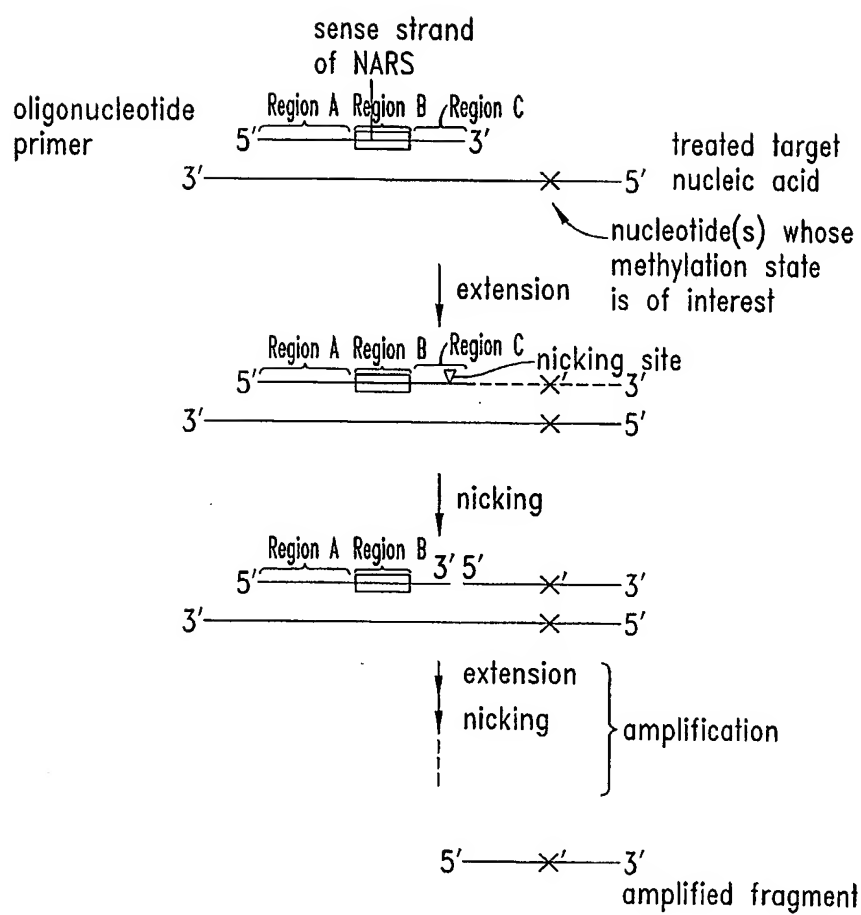 sense strand
of NARS
oligonucleotide
primer
Region A Region B Region C
5' 3'
treated target
nucleic acid
3' X 5'
nucleotide(s) whose
methylation state
is of interest
extension
Region A Region B Region C
nicking site
5' X' 3'
3' X 5'
nicking
Region A Region B 3' 5'
5' X' 3'
3' X 5'
extension
nicking
amplification
5' X' 3'
amplified fragment